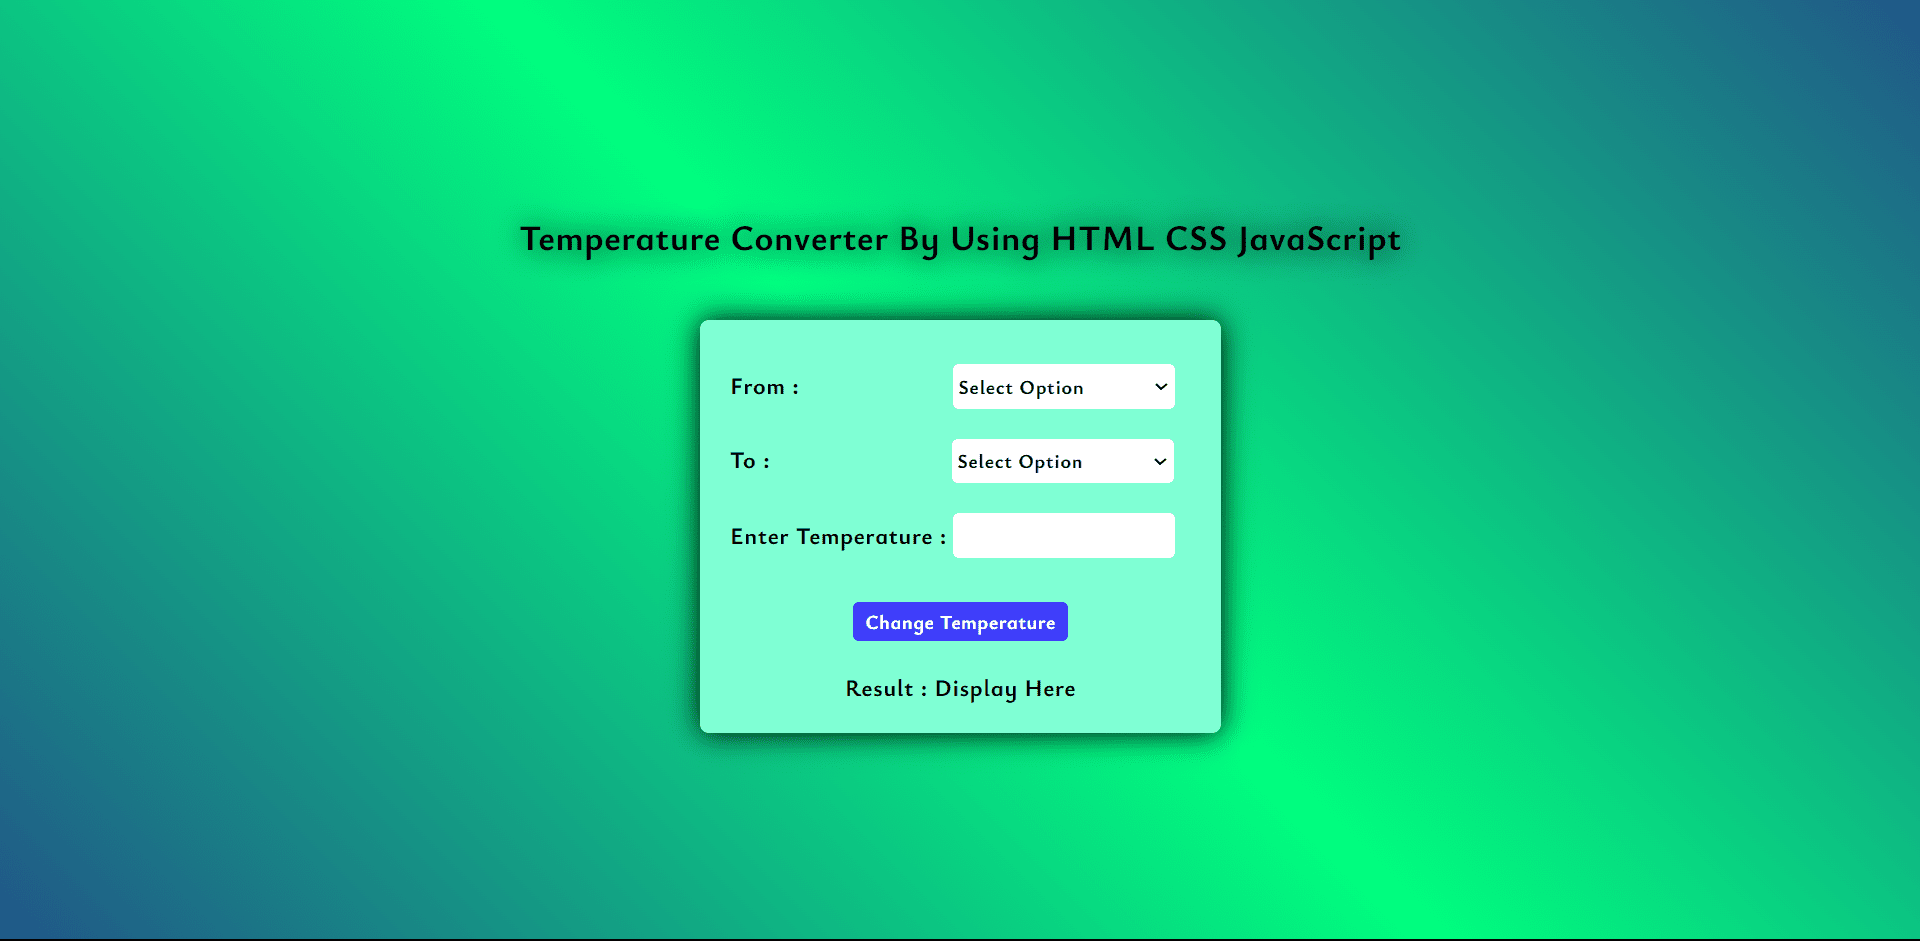 Temperature Converter By Using HTML CSS JavaScript
From : Select Option
To : Select Option
Enter Temperature :
Change Temperature
Result : Display Here